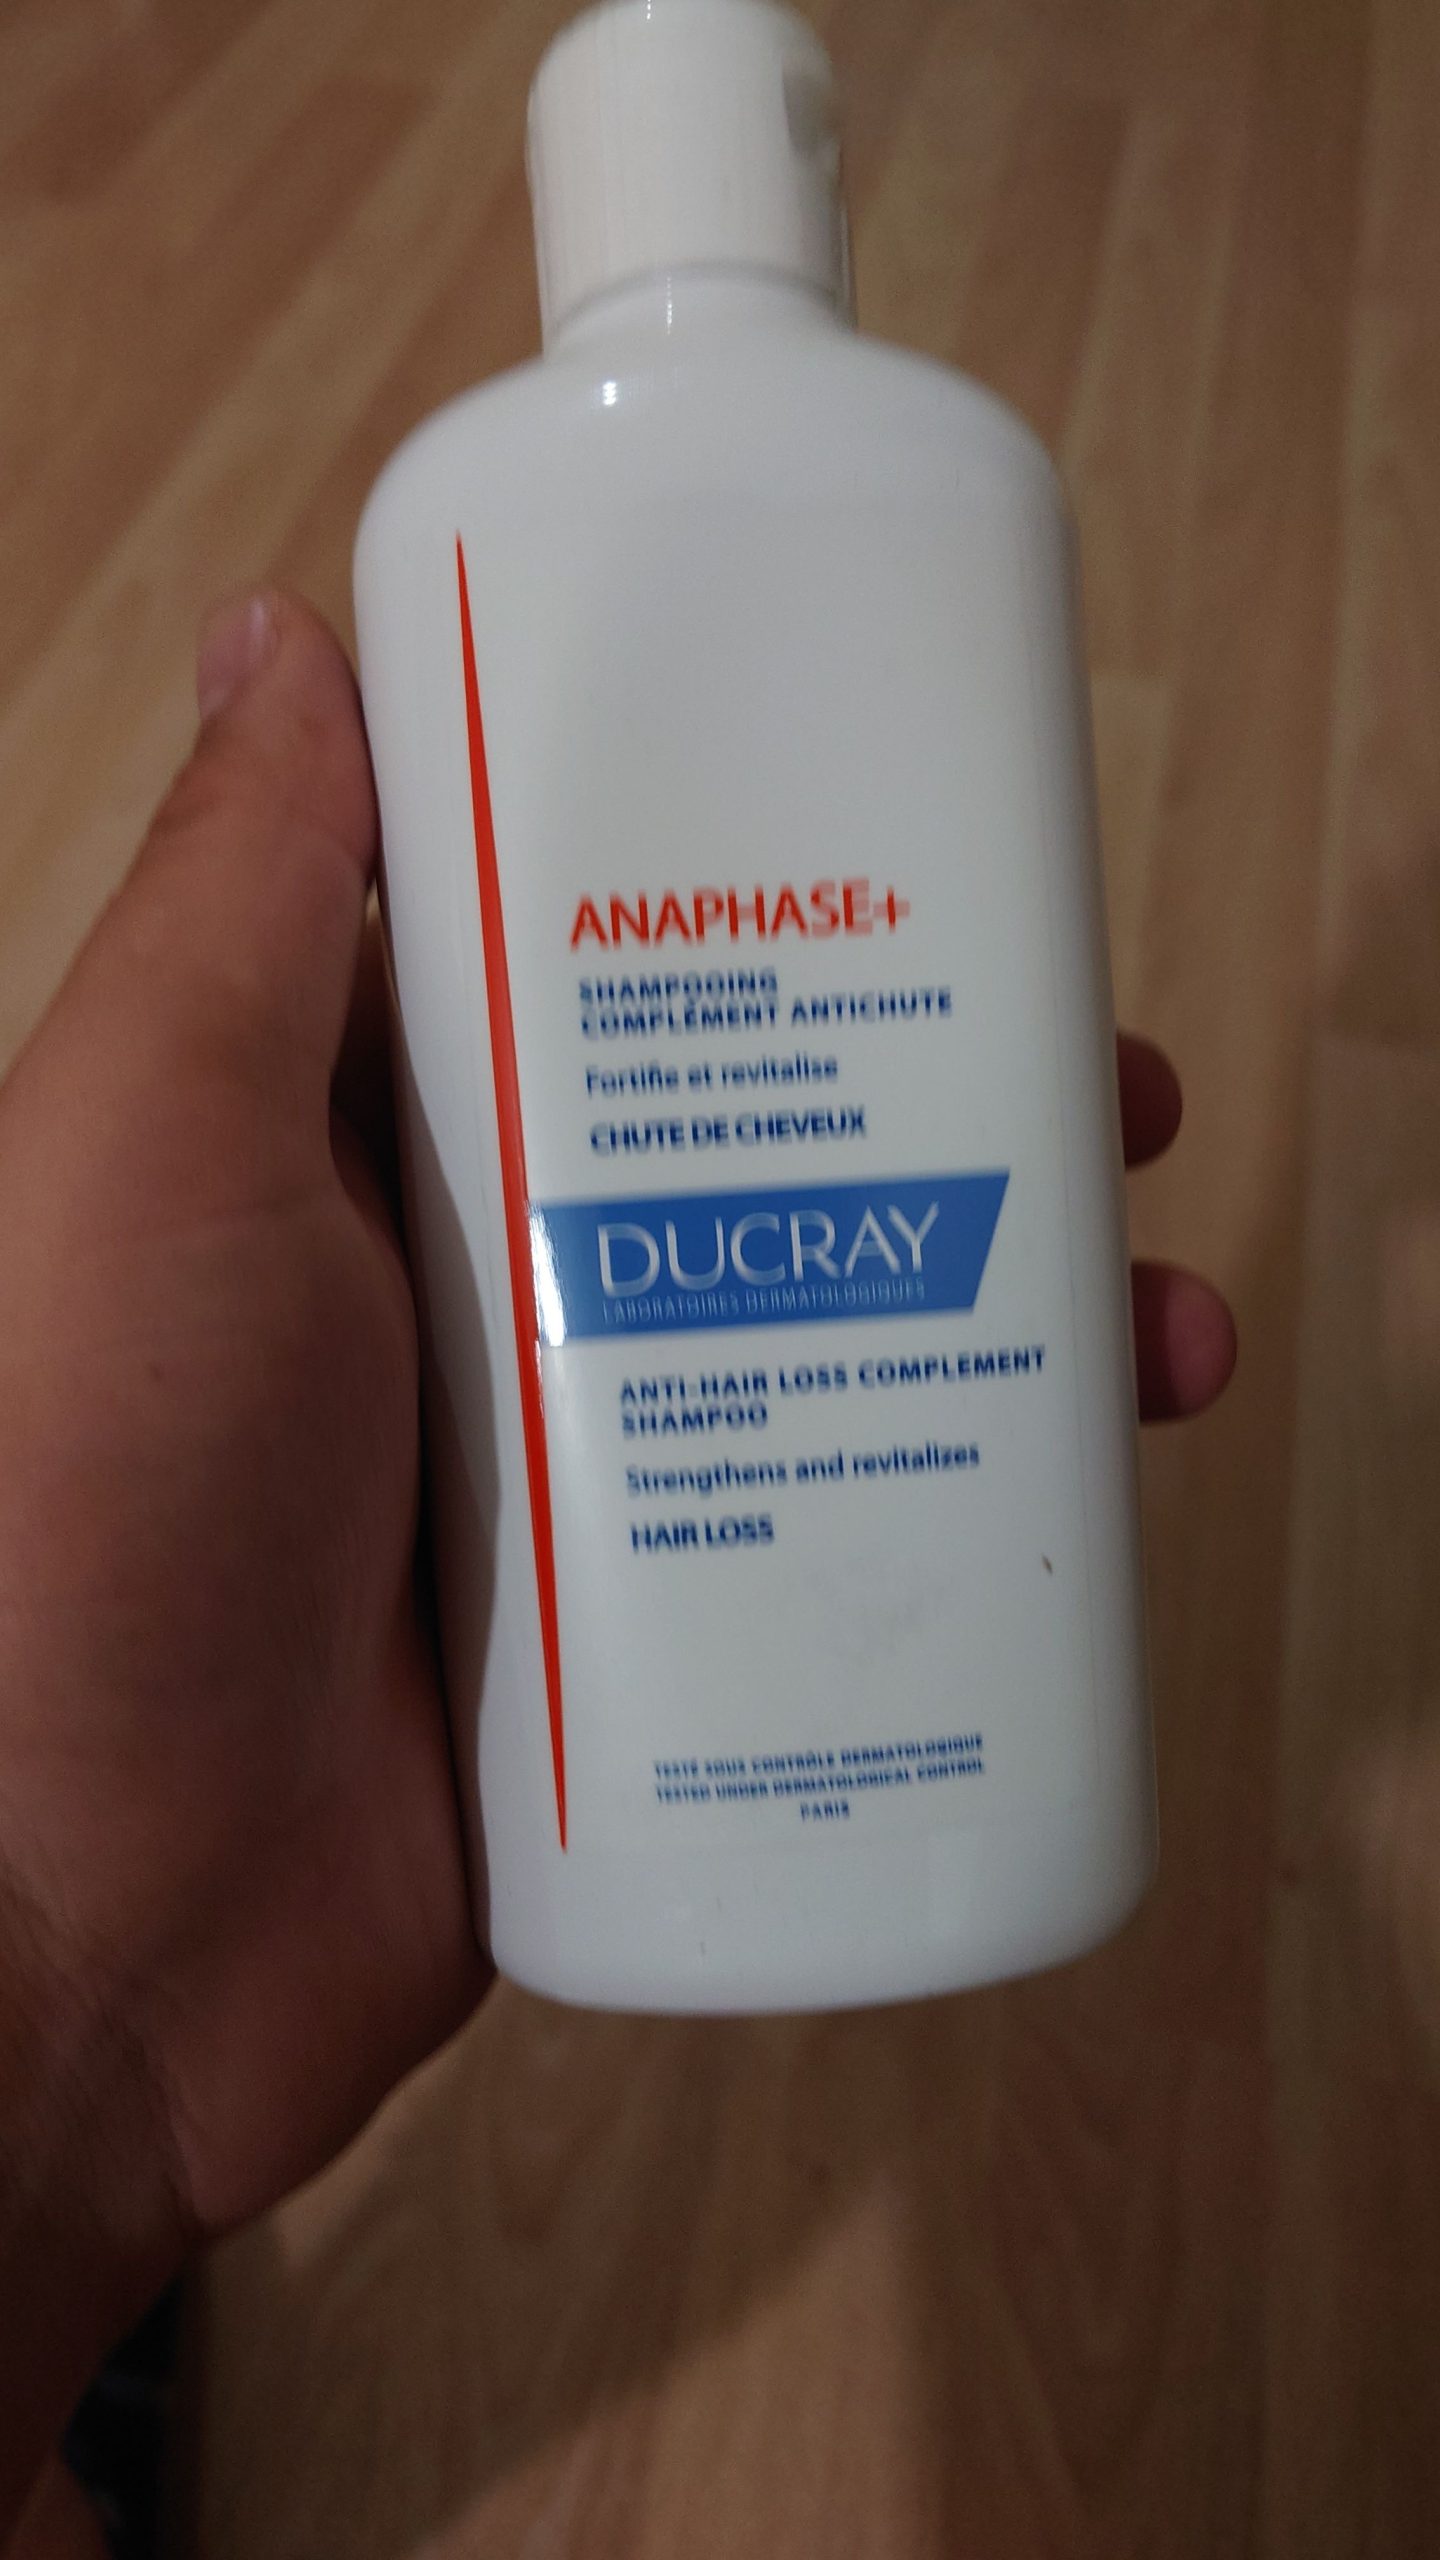 ANAPHASE+
SHAMPOOING
COMPLÉMENT ANTICHUTE
Fortifie et revitalise
CHUTE DE CHEVEUX
DUCRAY
LABORATOIRES DERMATOLOGIQUES
ANTI-HAIR LOSS COMPLEMENT
SHAMPOO
Strengthens and revitalizes
HAIR LOSS
TESTÉ SOUS CONTRÔLE DERMATOLOGIQUE
TESTED UNDER DERMATOLOGICAL CONTROL
PARIS